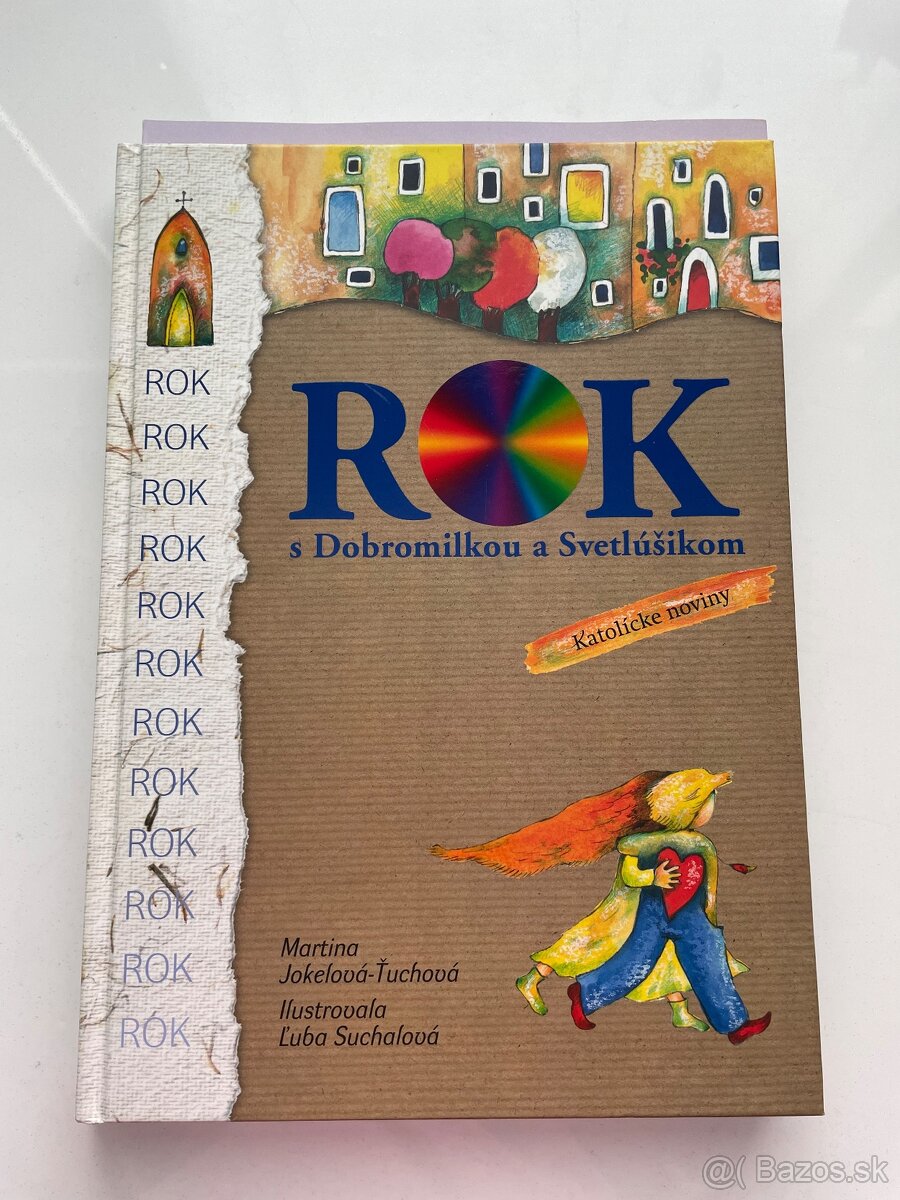 ROK
s Dobromilkou a Svetlúšikom
Katolícke noviny
ROK
ROK
ROK
ROK
ROK
ROK
ROK
ROK
ROK
ROK
ROK
ROK
Martina
Jokelová-Ťuchová
Ilustrovala
Ľuba Suchalová
@( Bazos.sk